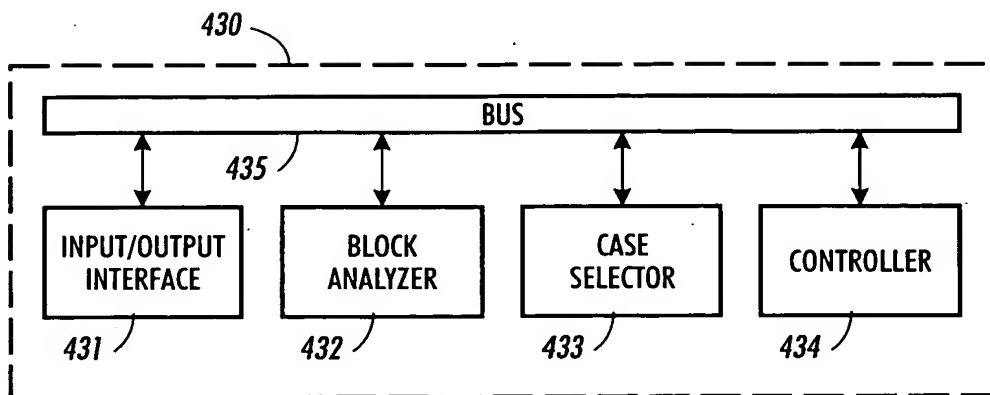 430
BUS
435
INPUT/OUTPUT
INTERFACE
BLOCK
ANALYZER
CASE
SELECTOR
CONTROLLER
431
432
433
434